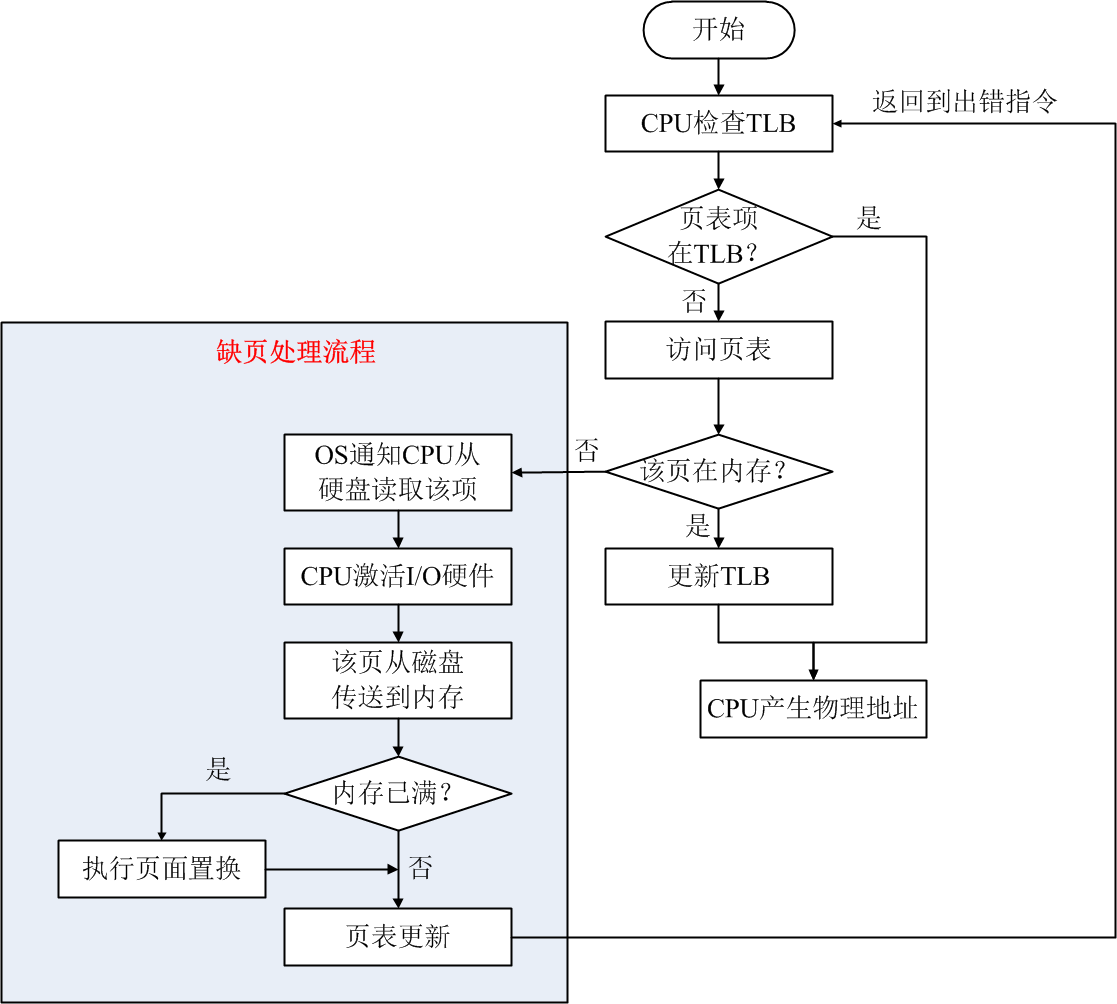 开始
返回到出错指令
CPU检查TLB
页表项
在TLB？
是
否
访问页表
缺页处理流程
该页在内存？
否
OS通知CPU从
硬盘读取该项
是
更新TLB
CPU激活I/O硬件
该页从磁盘
传送到内存
CPU产生物理地址
内存已满？
是
执行页面置换
否
页表更新